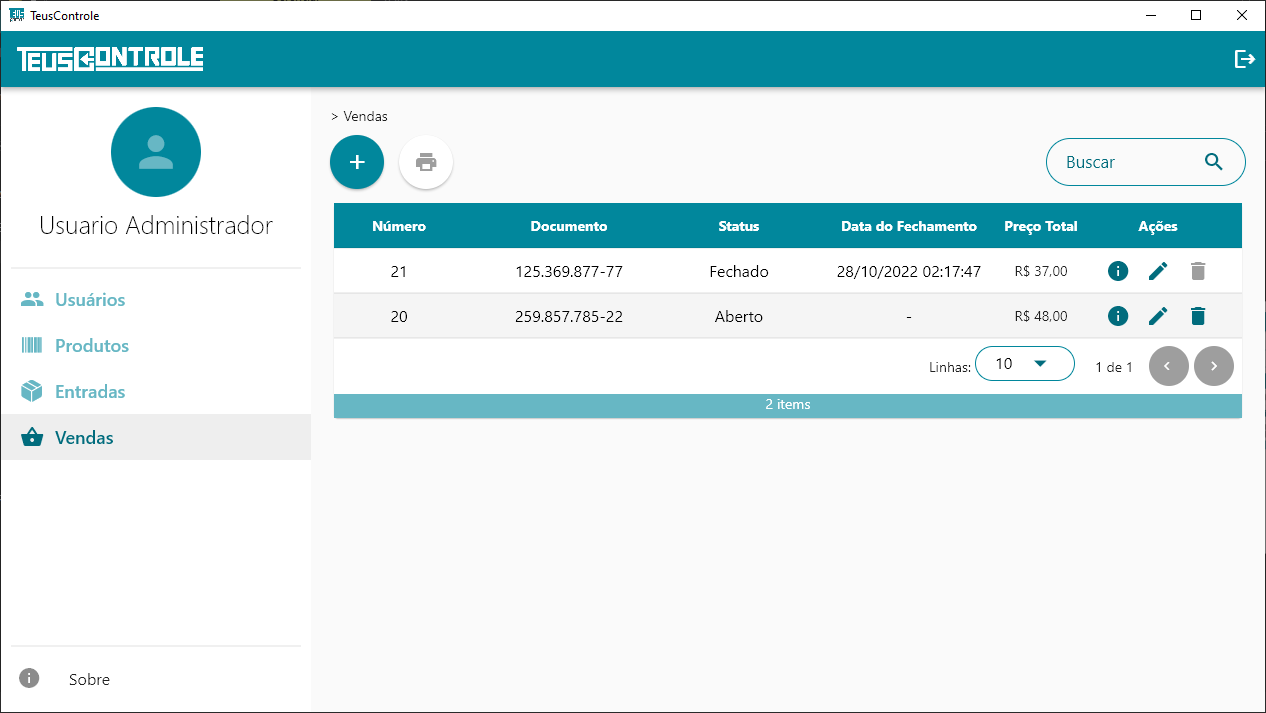 TeusControle
TEUSCONTROLE
> Vendas
Buscar
Usuario Administrador
Usuários
Produtos
Entradas
Vendas
Sobre
Número Documento Status Data do Fechamento Preço Total Ações
21 125.369.877-77 Fechado 28/10/2022 02:17:47 R$ 37,00
20 259.857.785-22 Aberto - R$ 48,00
Linhas: 10 1 de 1
2 items